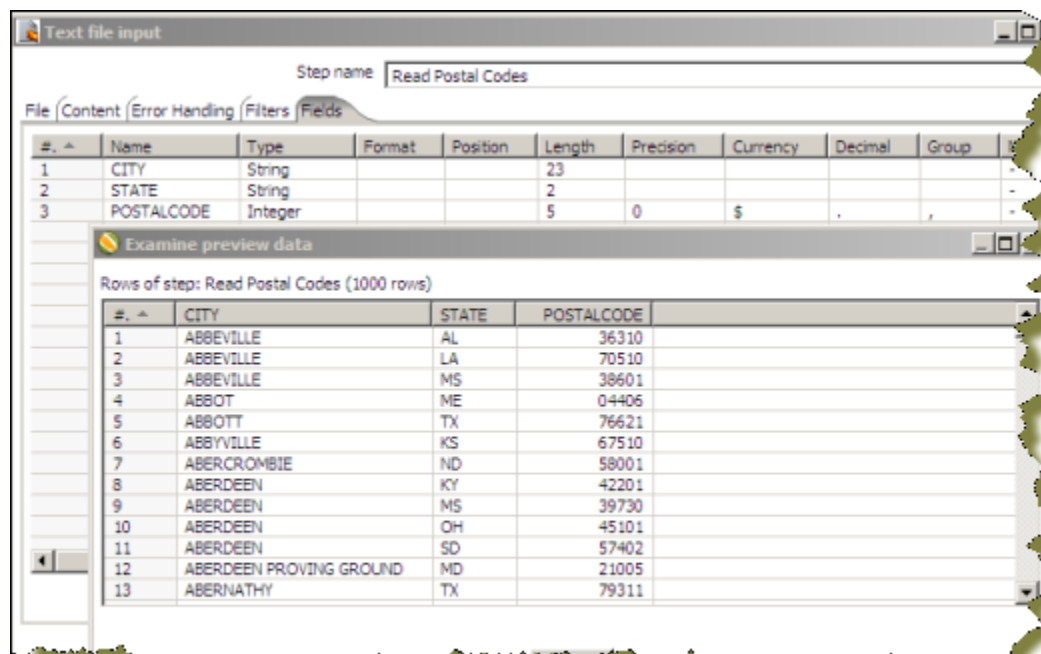 Text file input
Step name Read Postal Codes
File Content Error Handling Filters Fields
#. Name Type Format Position Length Precision Currency Decimal Group
1 CITY String 23 -
2 STATE String 2 -
3 POSTALCODE Integer 5 0 $ . , -
Examine preview data
Rows of step: Read Postal Codes (1000 rows)
#. CITY STATE POSTALCODE
1 ABBEVILLE AL 36310
2 ABBEVILLE LA 70510
3 ABBEVILLE MS 38601
4 ABBOT ME 04406
5 ABBOTT TX 76621
6 ABBYVILLE KS 67510
7 ABERCROMBIE ND 58001
8 ABERDEEN KY 42201
9 ABERDEEN MS 39730
10 ABERDEEN OH 45101
11 ABERDEEN SD 57402
12 ABERDEEN PROVING GROUND MD 21005
13 ABERNATHY TX 79311